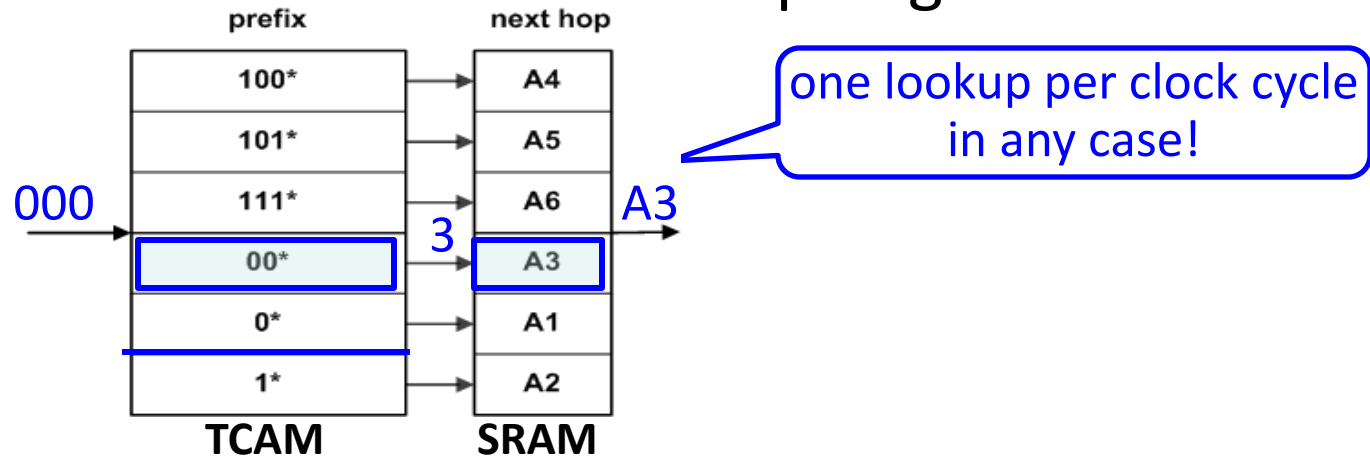 prefix next hop
100* A4
101* A5
111* A6
000 3 A3
00* A3
0* A1
1* A2
TCAM SRAM
one lookup per clock cycle
in any case!